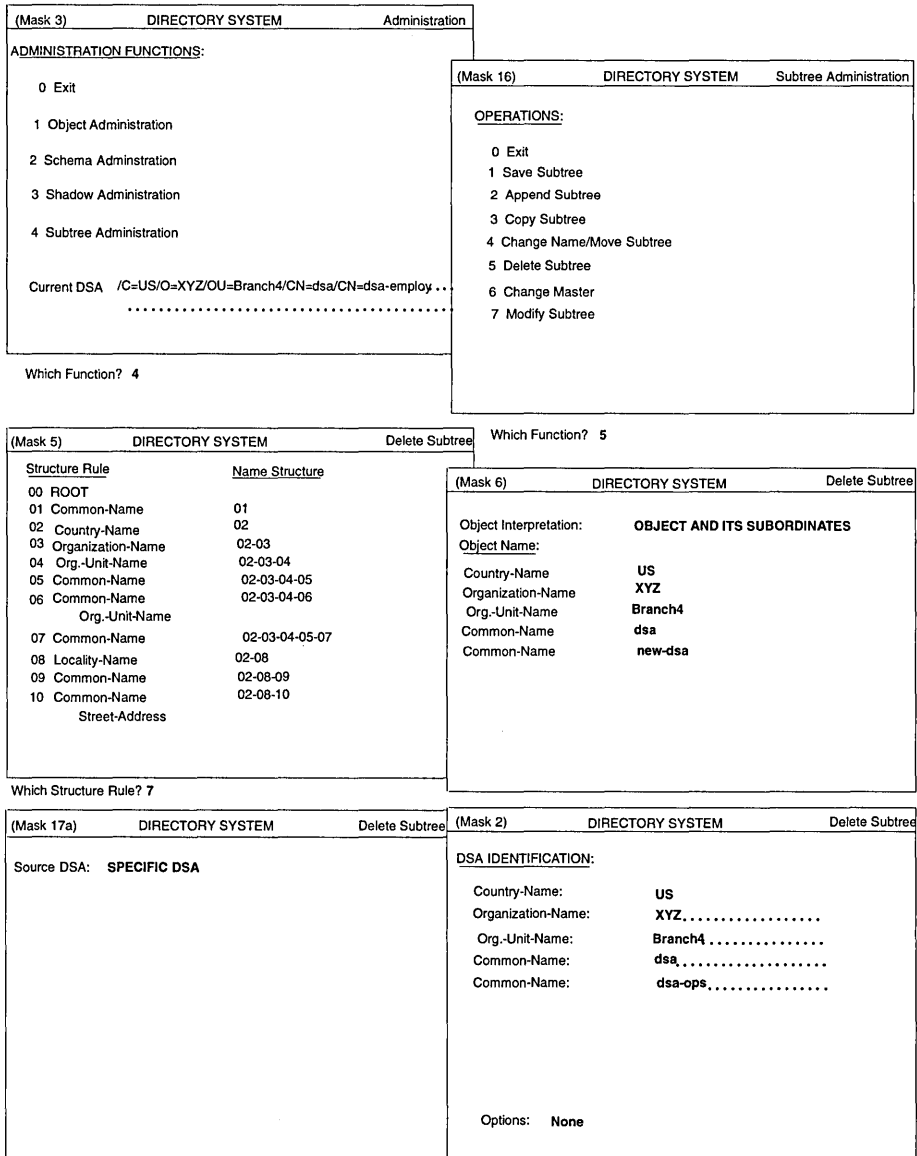 (Mask 3) DIRECTORY SYSTEM Administration
ADMINISTRATION FUNCTIONS:
0 Exit
1 Object Administration
2 Schema Adminstration
3 Shadow Administration
4 Subtree Administration
Current DSA /C=US/O=XYZ/OU=Branch4/CN=dsa/CN=dsa-employ. . .
. . . . . . . . . . . . . . . . . . . . . . . . . . . . . . . . . . . . . . . . .
Which Function? 4
(Mask 16) DIRECTORY SYSTEM Subtree Administration
OPERATIONS:
0 Exit
1 Save Subtree
2 Append Subtree
3 Copy Subtree
4 Change Name/Move Subtree
5 Delete Subtree
6 Change Master
7 Modify Subtree
Which Function? 5
(Mask 5) DIRECTORY SYSTEM Delete Subtree
Structure Rule Name Structure
00 ROOT
01 Common-Name 01
02 Country-Name 02
03 Organization-Name 02-03
04 Org.-Unit-Name 02-03-04
05 Common-Name 02-03-04-05
06 Common-Name 02-03-04-06
Org.-Unit-Name
07 Common-Name 02-03-04-05-07
08 Locality-Name 02-08
09 Common-Name 02-08-09
10 Common-Name 02-08-10
Street-Address
Which Structure Rule? 7
(Mask 6) DIRECTORY SYSTEM Delete Subtree
Object Interpretation: OBJECT AND ITS SUBORDINATES
Object Name:
Country-Name US
Organization-Name XYZ
Org.-Unit-Name Branch4
Common-Name dsa
Common-Name new-dsa
(Mask 17a) DIRECTORY SYSTEM Delete Subtree
Source DSA: SPECIFIC DSA
(Mask 2) DIRECTORY SYSTEM Delete Subtree
DSA IDENTIFICATION:
Country-Name: US
Organization-Name: XYZ. . . . . . . . . . . . . . . . . .
Org.-Unit-Name: Branch4 . . . . . . . . . . . . . . .
Common-Name: dsa. . . . . . . . . . . . . . . . . . . .
Common-Name: dsa-ops. . . . . . . . . . . . . . . .
Options: None